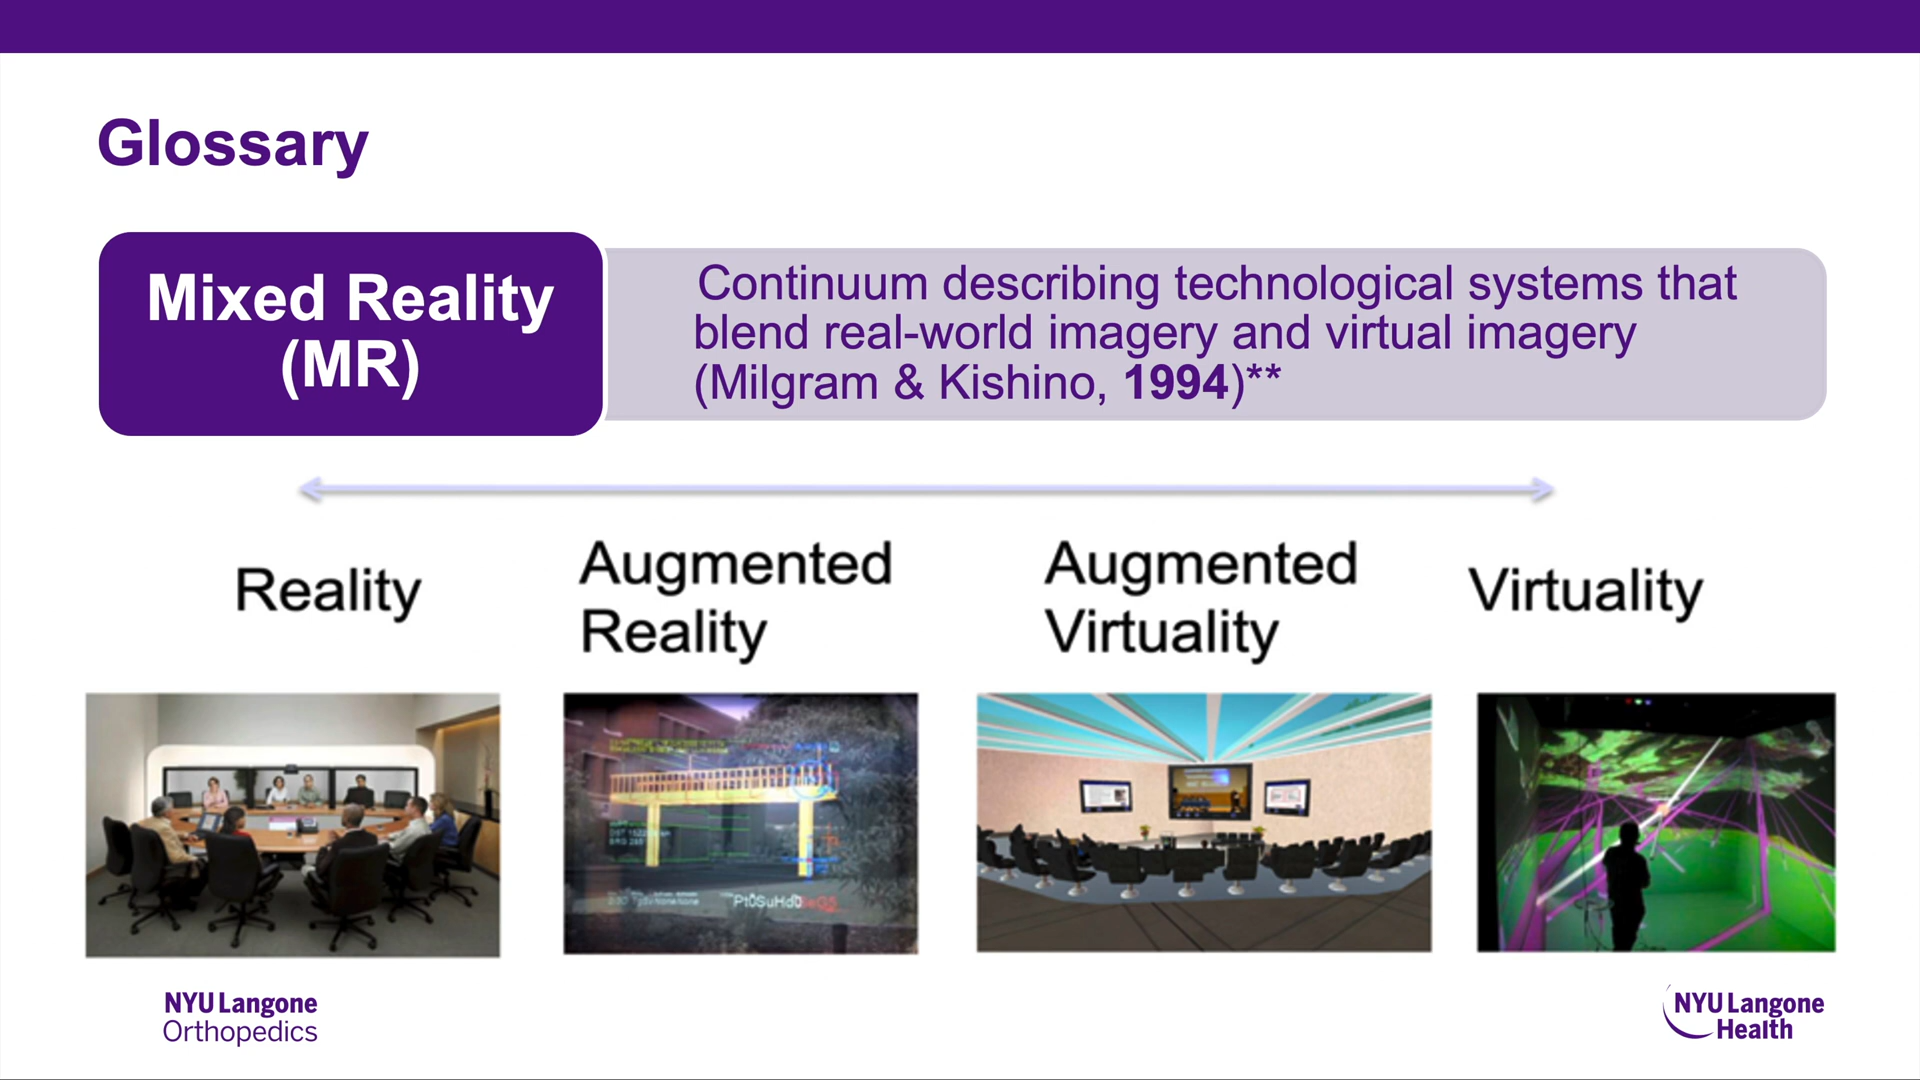 Glossary
Mixed Reality
(MR)
Continuum describing technological systems that
blend real-world imagery and virtual imagery
(Milgram & Kishino, 1994)**
Reality
Augmented
Reality
Augmented
Virtuality
Virtuality
NYU Langone
Orthopedics
NYU Langone
Health